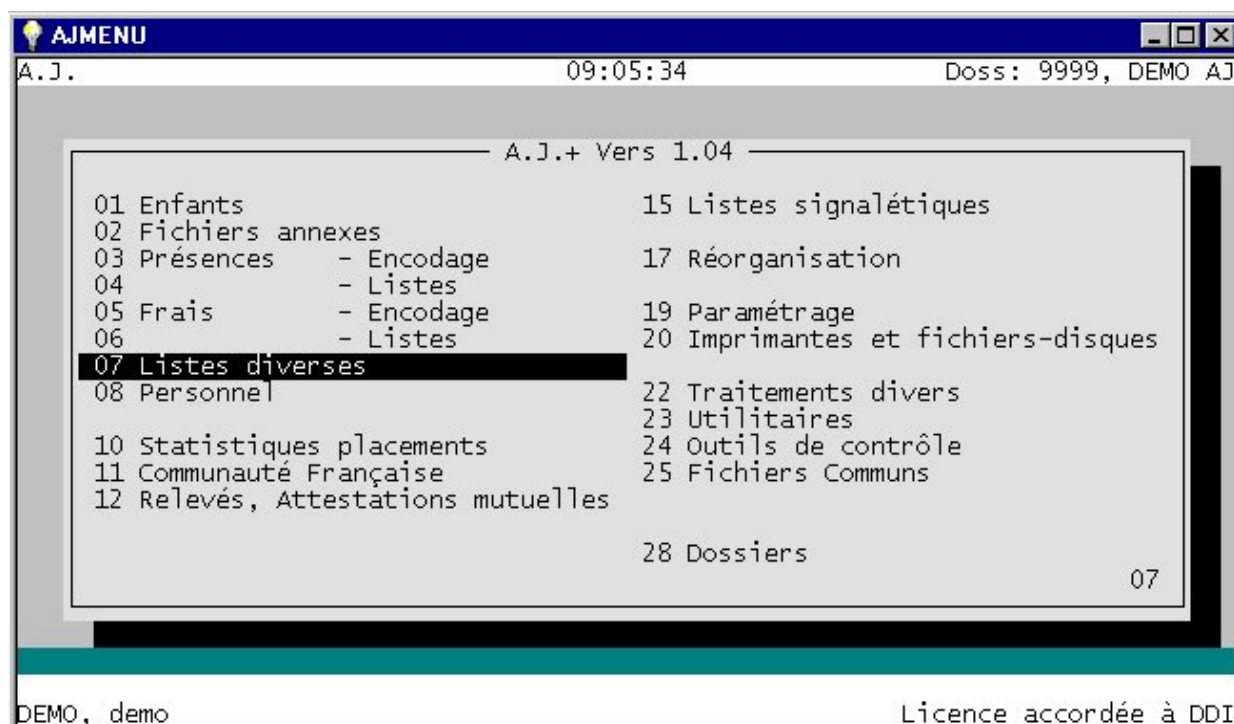 AJMENU
A.J. 09:05:34 Doss: 9999, DEMO AJ
A.J.+ Vers 1.04
01 Enfants 15 Listes signalétiques
02 Fichiers annexes
03 Présences - Encodage 17 Réorganisation
04 - Listes
05 Frais - Encodage 19 Paramétrage
06 - Listes 20 Imprimantes et fichiers-disques
07 Listes diverses
08 Personnel 22 Traitements divers
23 Utilitaires
10 Statistiques placements 24 Outils de contrôle
11 Communauté Française 25 Fichiers Communs
12 Relevés, Attestations mutuelles
28 Dossiers
07
DEMO, demo Licence accordée à DDI